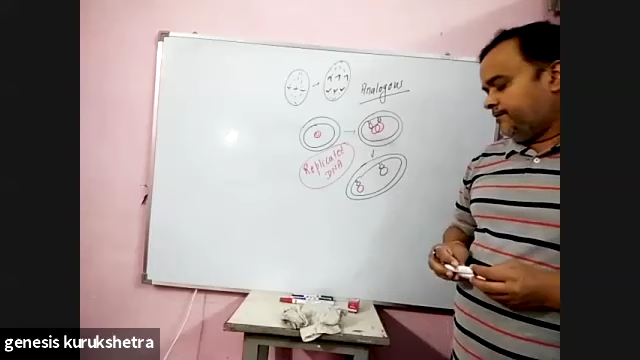 Analogous
Replicated
DNA
genesis kurukshetra